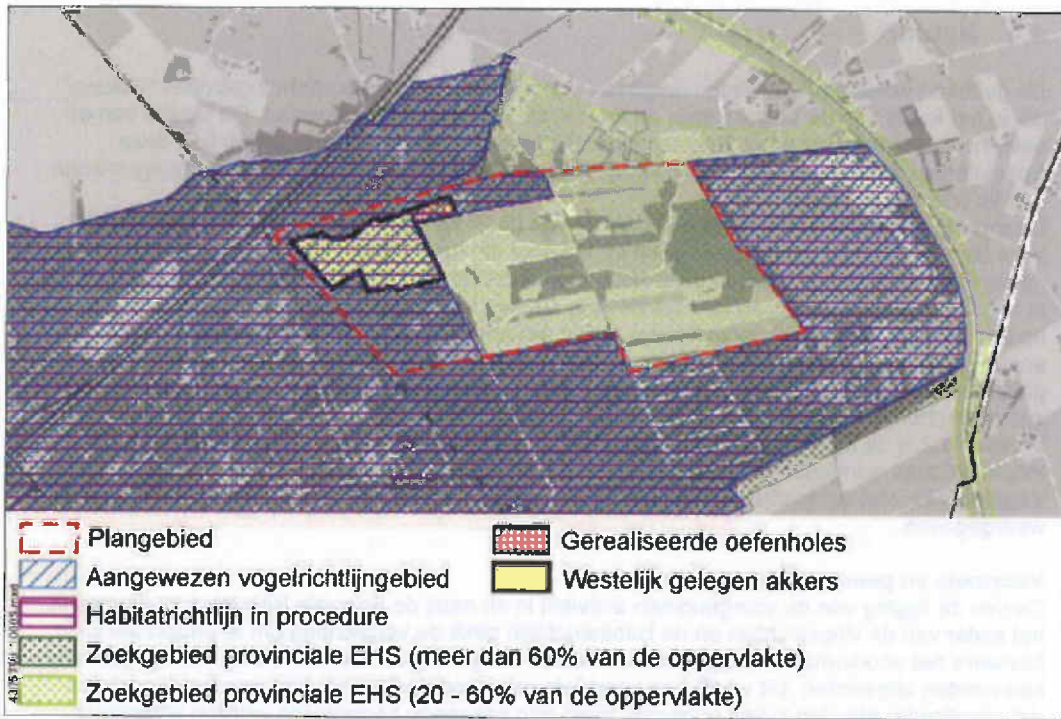 Plangebied
Aangewezen vogelrichtlijngebied
Habitatrichtlijn in procedure
Zoekgebied provinciale EHS (meer dan 60% van de oppervlakte)
Zoekgebied provinciale EHS (20 - 60% van de oppervlakte)
Gerealiseerde oefenholes
Westelijk gelegen akkers